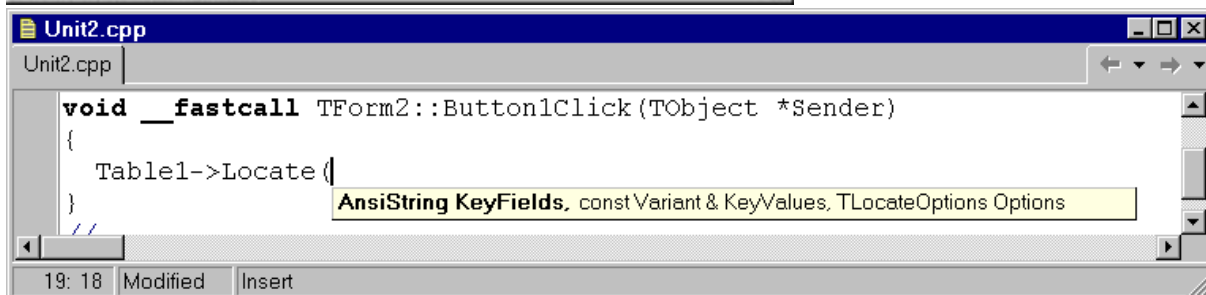 Unit2.cpp
Unit2.cpp
void __fastcall TForm2::Button1Click(TObject *Sender)
{
Table1->Locate(
} AnsiString KeyFields, const Variant & KeyValues, TLocateOptions Options
//
19: 18 Modified Insert